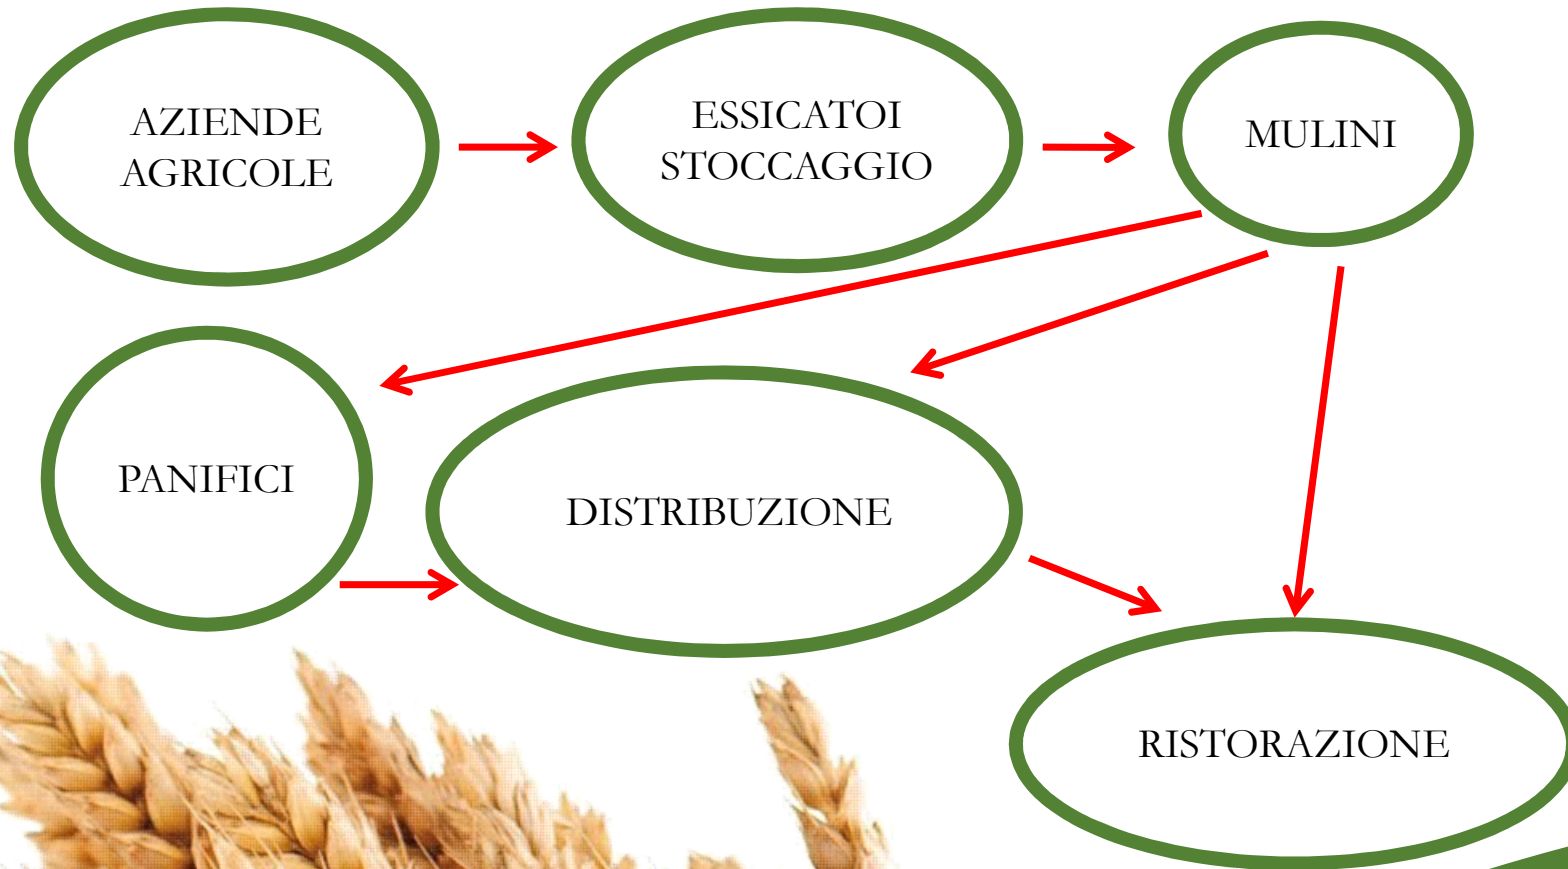 AZIENDE
AGRICOLE
ESSICATOI
STOCCAGGIO
MULINI
PANIFICI
DISTRIBUZIONE
RISTORAZIONE